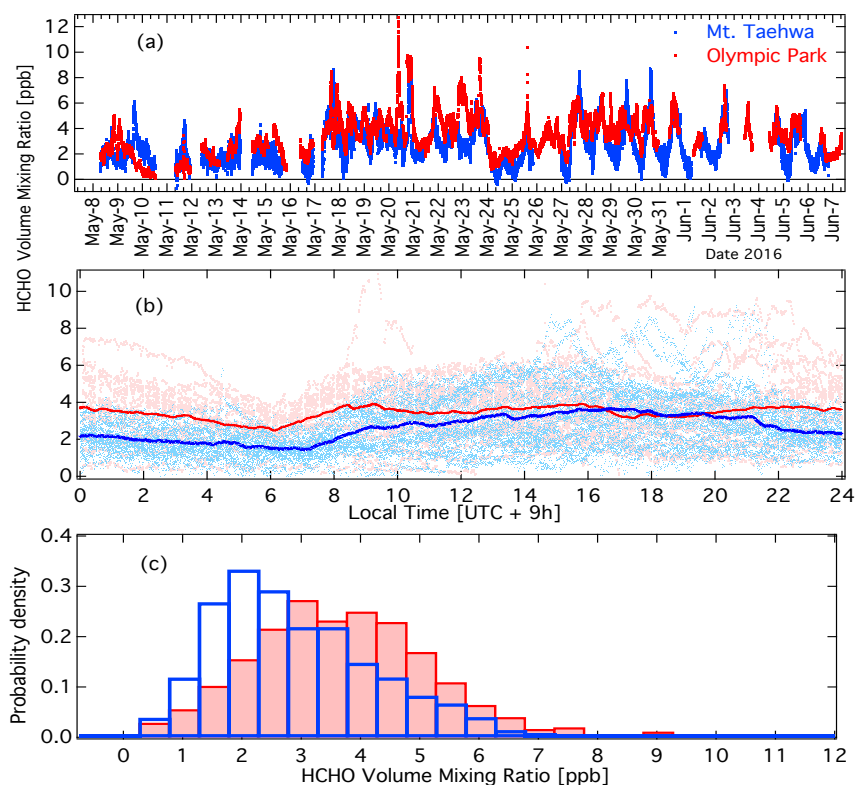 HCHO Volume Mixing Ratio [ppb]
(a)
Mt. Taehwa
Olympic Park
12
10
8
6
4
2
0
May-8
May-9
May-10
May-11
May-12
May-13
May-14
May-15
May-16
May-17
May-18
May-19
May-20
May-21
May-22
May-23
May-24
May-25
May-26
May-27
May-28
May-29
May-30
May-31
Jun-1
Jun-2
Jun-3
Jun-4
Jun-5
Jun-6
Jun-7
Date 2016
(b)
10
8
6
4
2
0
0 2 4 6 8 10 12 14 16 18 20 22 24
Local Time [UTC + 9h]
(c)
Probability density
0.4
0.3
0.2
0.1
0.0
0 1 2 3 4 5 6 7 8 9 10 11 12
HCHO Volume Mixing Ratio [ppb]